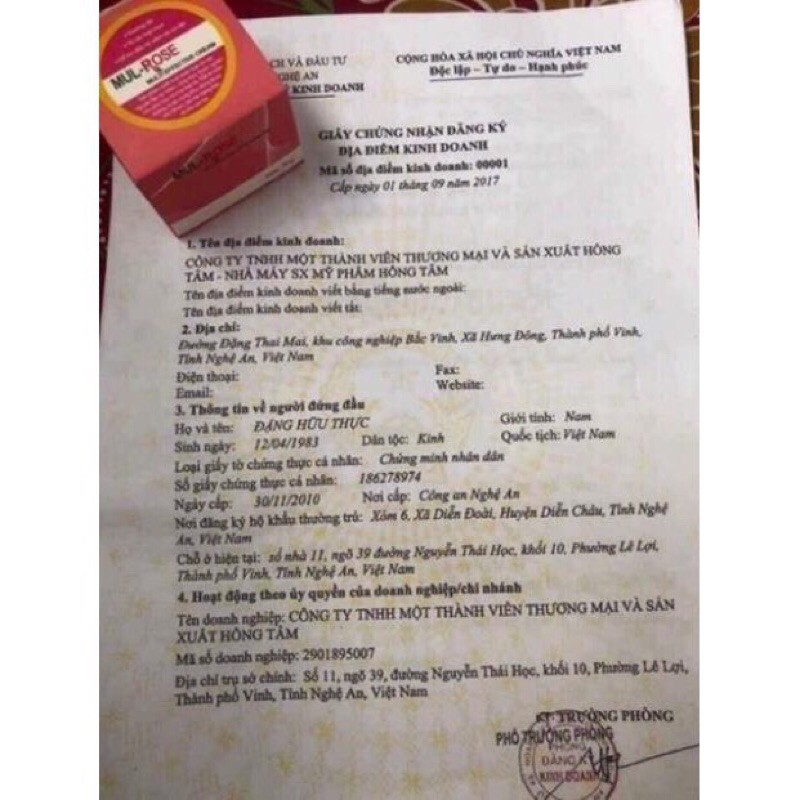 MUL-ROSE
MUL-ROSE
CH VÀ ĐẦU TƯ
NGHỆ AN
KÝ KINH DOANH
CỘNG HÒA XÃ HỘI CHỦ NGHĨA VIỆT NAM
Độc lập - Tự do - Hạnh phúc
GIẤY CHỨNG NHẬN ĐĂNG KÝ
ĐỊA ĐIỂM KINH DOANH
Mã số địa điểm kinh doanh: 00001
Cấp ngày 01 tháng 09 năm 2017
1. Tên địa điểm kinh doanh:
CÔNG TY TNHH MỘT THÀNH VIÊN THƯƠNG MẠI VÀ SẢN XUẤT HỒNG
TÂM - NHÀ MÁY SX MỸ PHẨM HỒNG TÂM
Tên địa điểm kinh doanh viết bằng tiếng nước ngoài:
Tên địa điểm kinh doanh viết tắt:
2. Địa chỉ:
Đường Đặng Thai Mai, khu công nghiệp Bắc Vinh, Xã Hưng Đông, Thành phố Vinh,
Tỉnh Nghệ An, Việt Nam
Điện thoại: Fax:
Email: Website:
3. Thông tin về người đứng đầu
Họ và tên: ĐẶNG HỮU THỰC Giới tính: Nam
Sinh ngày: 12/04/1983 Dân tộc: Kinh Quốc tịch: Việt Nam
Loại giấy tờ chứng thực cá nhân: Chứng minh nhân dân
Số giấy chứng thực cá nhân: 186278974
Ngày cấp: 30/11/2010 Nơi cấp: Công an Nghệ An
Nơi đăng ký hộ khẩu thường trú: Xóm 6, Xã Diễn Đoài, Huyện Diễn Châu, Tỉnh Nghệ
An, Việt Nam
Chỗ ở hiện tại: số nhà 11, ngõ 39 đường Nguyễn Thái Học, khối 10, Phường Lê Lợi,
Thành phố Vinh, Tỉnh Nghệ An, Việt Nam
4. Hoạt động theo ủy quyền của doanh nghiệp/chi nhánh
Tên doanh nghiệp: CÔNG TY TNHH MỘT THÀNH VIÊN THƯƠNG MẠI VÀ SẢN
XUẤT HỒNG TÂM
Mã số doanh nghiệp: 2901895007
Địa chỉ trụ sở chính: Số 11, ngõ 39, đường Nguyễn Thái Học, khối 10, Phường Lê Lợi,
Thành phố Vinh, Tỉnh Nghệ An, Việt Nam
KT TRƯỞNG PHÒNG
PHÓ TRƯỞNG PHÒNG
PHÒNG
ĐĂNG KÝ
KINH DOANH